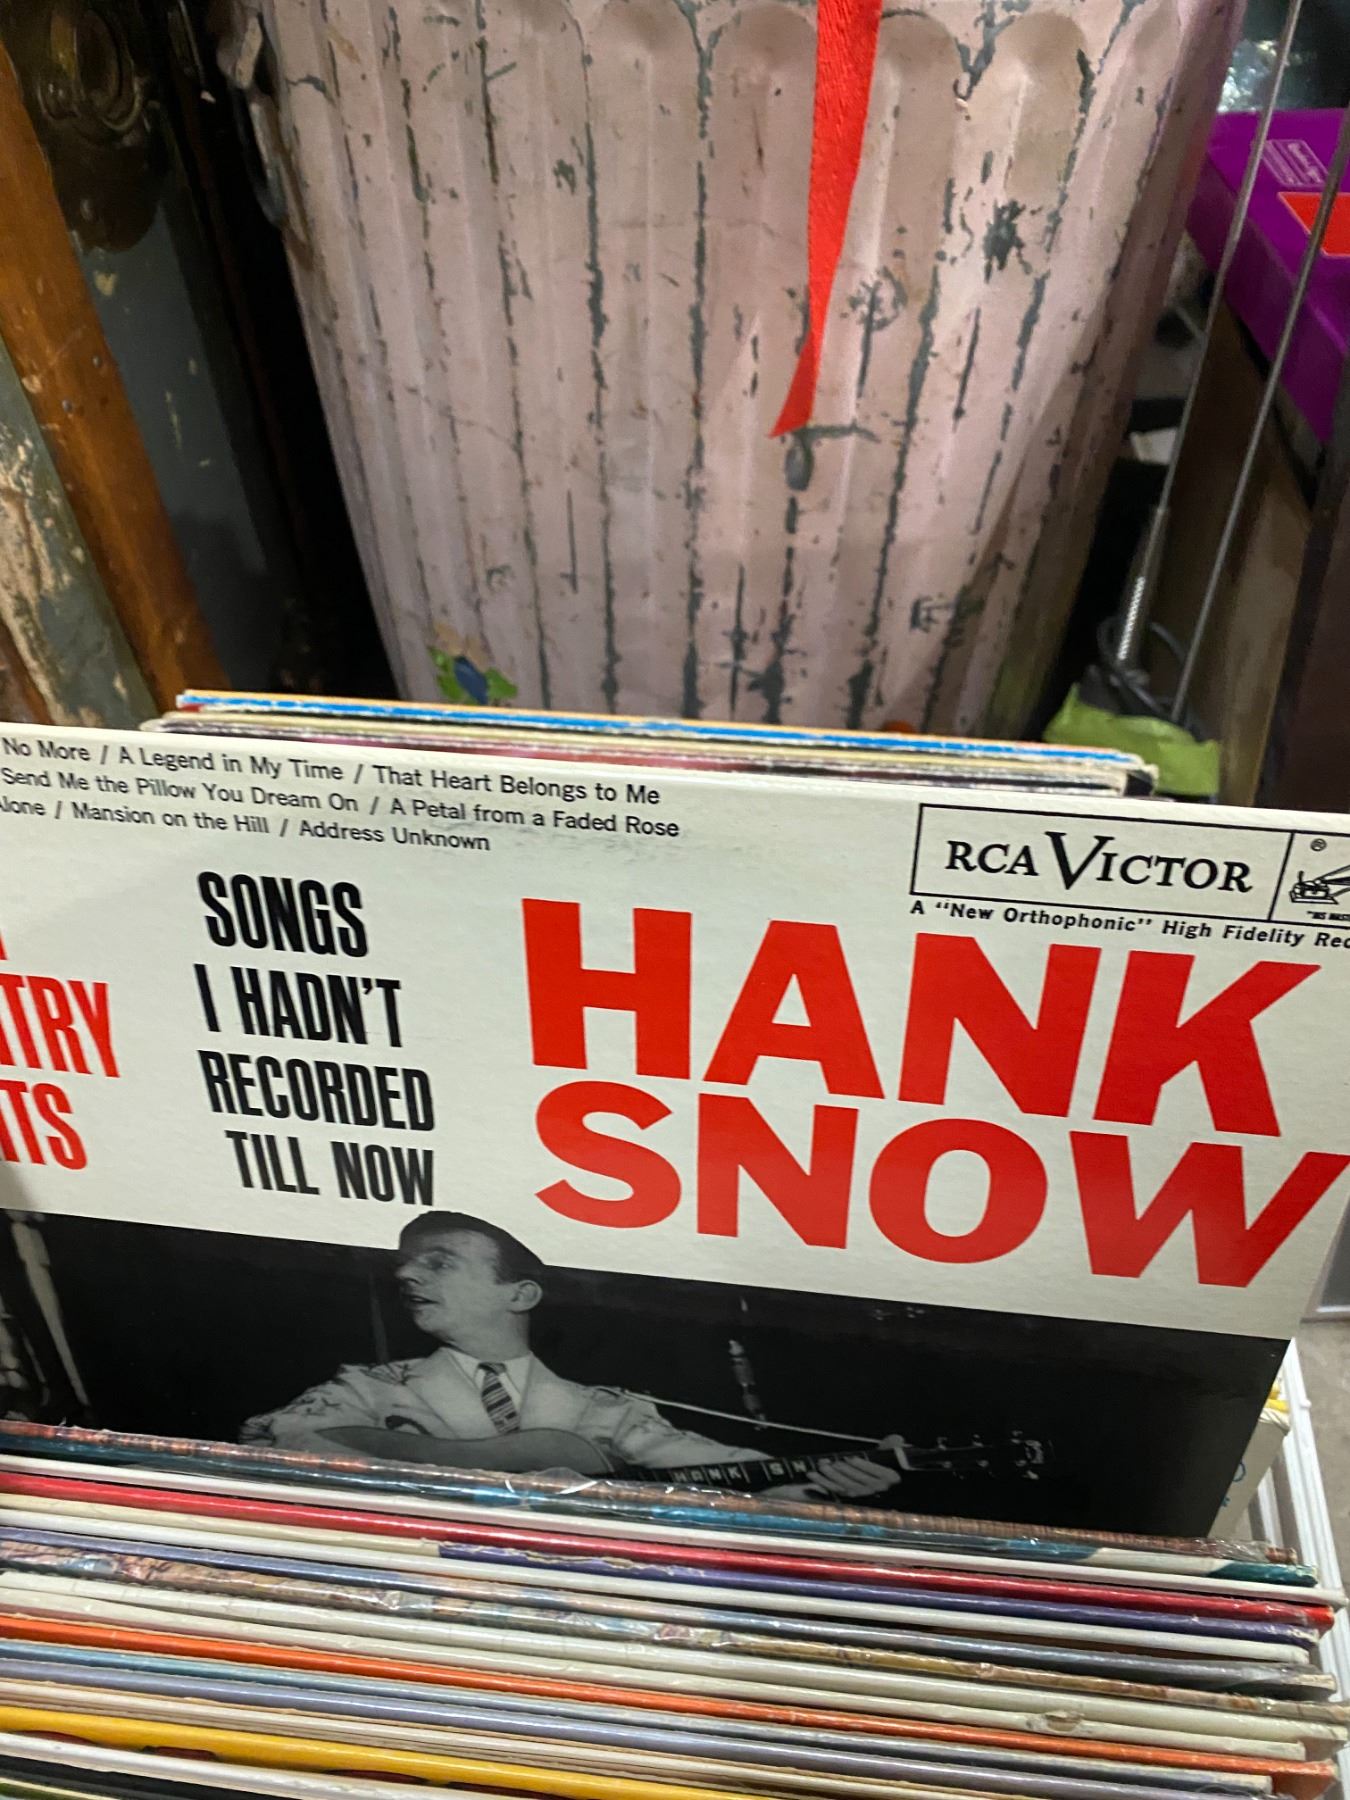 No More / A Legend in My Time / That Heart Belongs to Me
Send Me the Pillow You Dream On / A Petal from a Faded Rose
/ Mansion on the Hill / Address Unknown
RCA VICTOR
®
A "New Orthophonic" High Fidelity
SONGS
I HADN'T
RECORDED
TILL NOW
HANK
SNOW
HANK SNOW